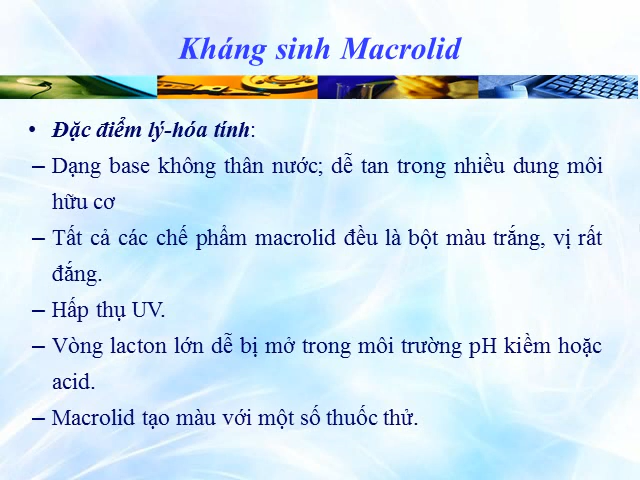 Kháng sinh Macrolid
• Đặc điểm lý-hóa tính:
– Dạng base không thân nước; dễ tan trong nhiều dung môi
hữu cơ
– Tất cả các chế phẩm macrolid đều là bột màu trắng, vị rất
đắng.
– Hấp thụ UV.
– Vòng lacton lớn dễ bị mở trong môi trường pH kiềm hoặc
acid.
– Macrolid tạo màu với một số thuốc thử.